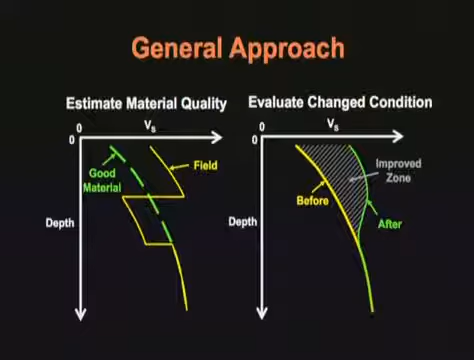 General Approach
Estimate Material Quality
0
Vs
0
Good
Material
Field
Depth
Evaluate Changed Condition
0
Vs
0
Improved
Zone
Before
After
Depth